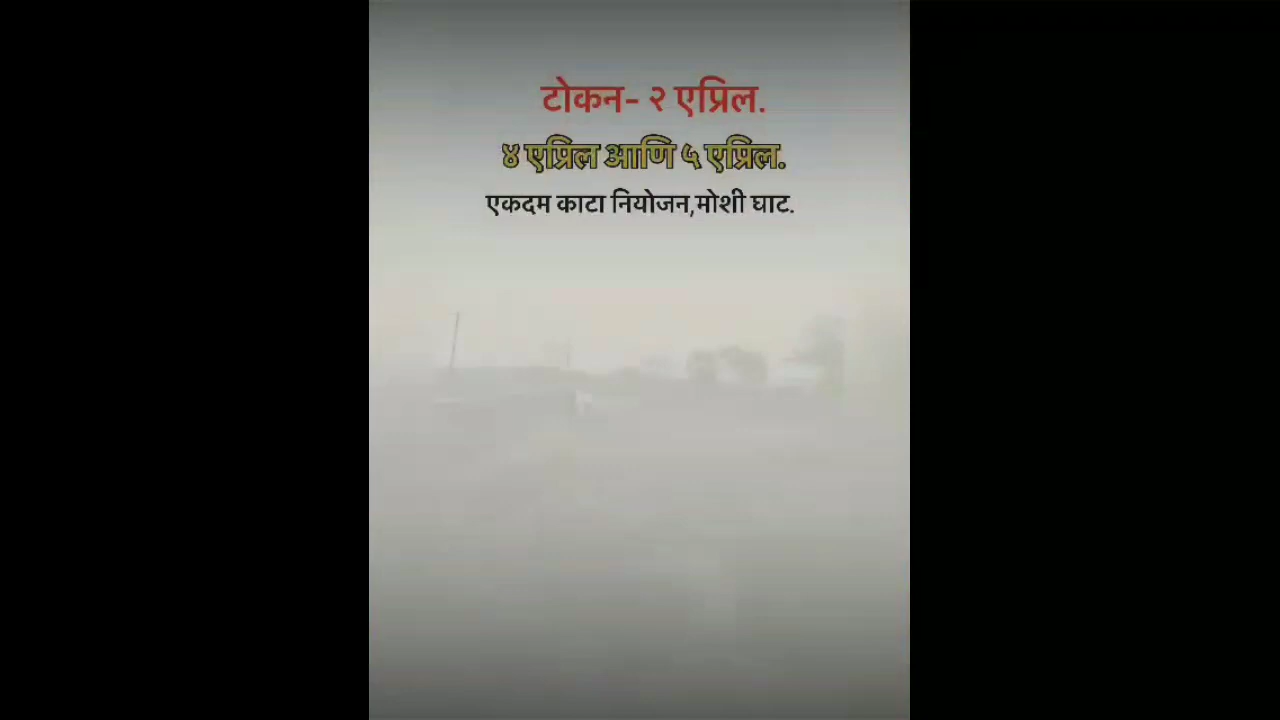 टोकन- २ एप्रिल.
४ एप्रिल आणि ५ एप्रिल.
एकदम काटा नियोजन,मोशी घाट.